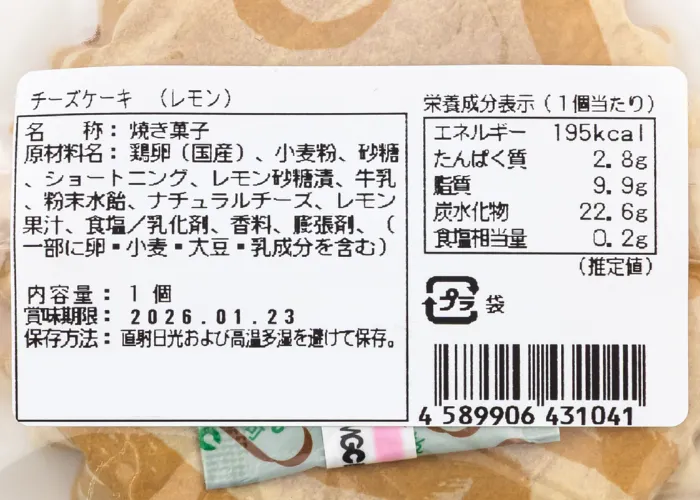 チーズケーキ （レモン）
名　　称：焼き菓子
原材料名：鶏卵（国産）、小麦粉、砂糖
、ショートニング、レモン砂糖漬、牛乳
、粉末水飴、ナチュラルチーズ、レモン
果汁、食塩／乳化剤、香料、膨張剤、（
一部に卵▪小麦▪大豆▪乳成分を含む）
内容量：１個
賞味期限：2026.01.23
保存方法：直射日光および高温多湿を避けて保存。
栄養成分表示（１個当たり）
エネルギー 195kcal
たんぱく質 2.8g
脂質 9.9g
炭水化物 22.6g
食塩相当量 0.2g
（推定値）
プラ 袋
4 589906 431041
MGC